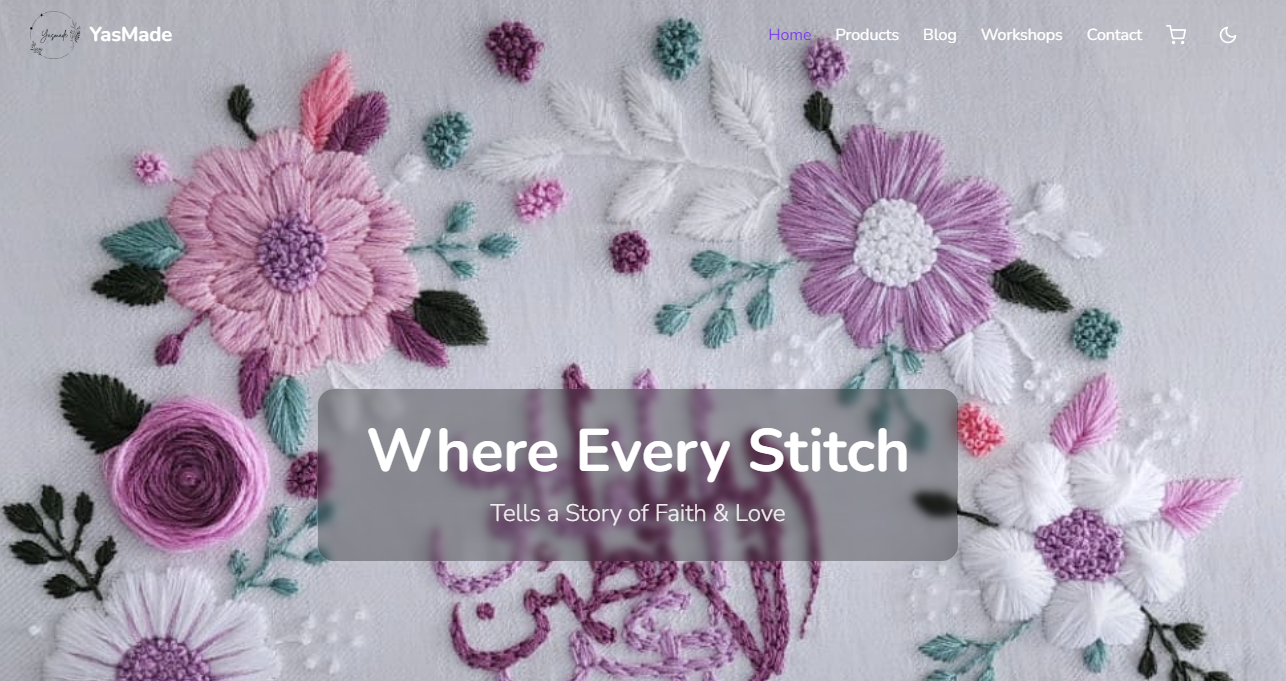 Yasmade
YasMade
Home
Products
Blog
Workshops
Contact
Where Every Stitch
Tells a Story of Faith & Love